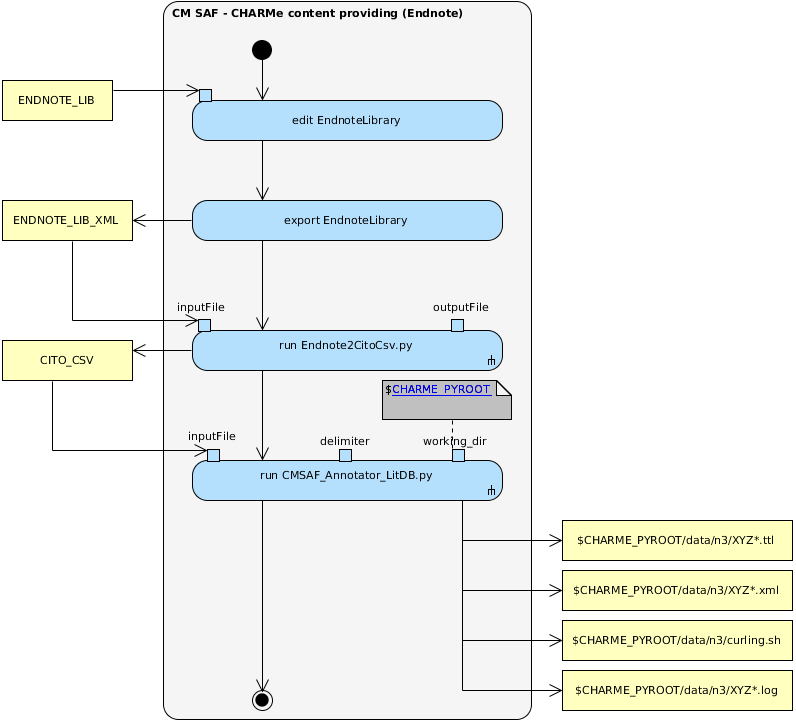 CM SAF - CHARMe content providing (Endnote)
ENDNOTE_LIB
edit EndnoteLibrary
ENDNOTE_LIB_XML
export EndnoteLibrary
inputFile
outputFile
run Endnote2CitoCsv.py
CITO_CSV
$CHARME_PYROOT
inputFile
delimiter
working_dir
run CMSAF_Annotator_LitDB.py
$CHARME_PYROOT/data/n3/XYZ*.ttl
$CHARME_PYROOT/data/n3/XYZ*.xml
$CHARME_PYROOT/data/n3/curling.sh
$CHARME_PYROOT/data/n3/XYZ*.log